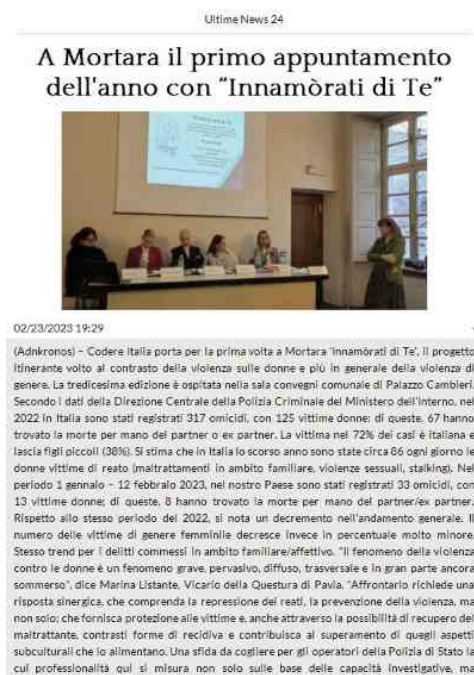 Ultime News 24
A Mortara il primo appuntamento
dell'anno con “Innamòrati di Te”
02/23/2023 19:29
(Adnkronos) – Codere Italia porta per la prima volta a Mortara 'Innamòrati di Te', il progetto
itinerante volto al contrasto della violenza sulle donne e più in generale della violenza di
genere. La tredicesima edizione è ospitata nella sala convegni comunale di Palazzo Cambieri.
Secondo i dati della Direzione Centrale della Polizia Criminale del Ministero dell'Interno, nel
2022 in Italia sono stati registrati 317 omicidi, con 125 vittime donne; di queste, 67 hanno
trovato la morte per mano del partner o ex partner. La vittima nel 72% dei casi è italiana e
lascia figli piccoli (38%). Si stima che in Italia lo scorso anno sono state circa 86 ogni giorno le
donne vittime di reato (maltrattamenti in ambito familiare, violenze sessuali, stalking). Nel
periodo 1 gennaio – 12 febbraio 2023, nel nostro Paese sono stati registrati 33 omicidi, con
13 vittime donne; di queste, 8 hanno trovato la morte per mano del partner/ex partner.
Rispetto allo stesso periodo del 2022, si nota un decremento nell'andamento generale. Il
numero delle vittime di genere femminile decresce invece in percentuale molto minore.
Stesso trend per i delitti commessi in ambito familiare/affettivo. "Il fenomeno della violenza
contro le donne è un fenomeno grave, pervasivo, diffuso, trasversale e in gran parte ancora
sommerso", dice Marina Listante, Vicario della Questura di Pavia. "Affrontarlo richiede una
risposta sinergica, che comprenda la repressione dei reati, la prevenzione della violenza, ma
non solo; che fornisca protezione alle vittime e, anche attraverso la possibilità di recupero del
maltrattante, contrasti forme di recidiva e contribuisca al superamento di quegli aspetti
subculturali che lo alimentano. Una sfida da cogliere per gli operatori della Polizia di Stato la
cui professionalità qui si misura non solo sulle base delle capacità investigative, ma